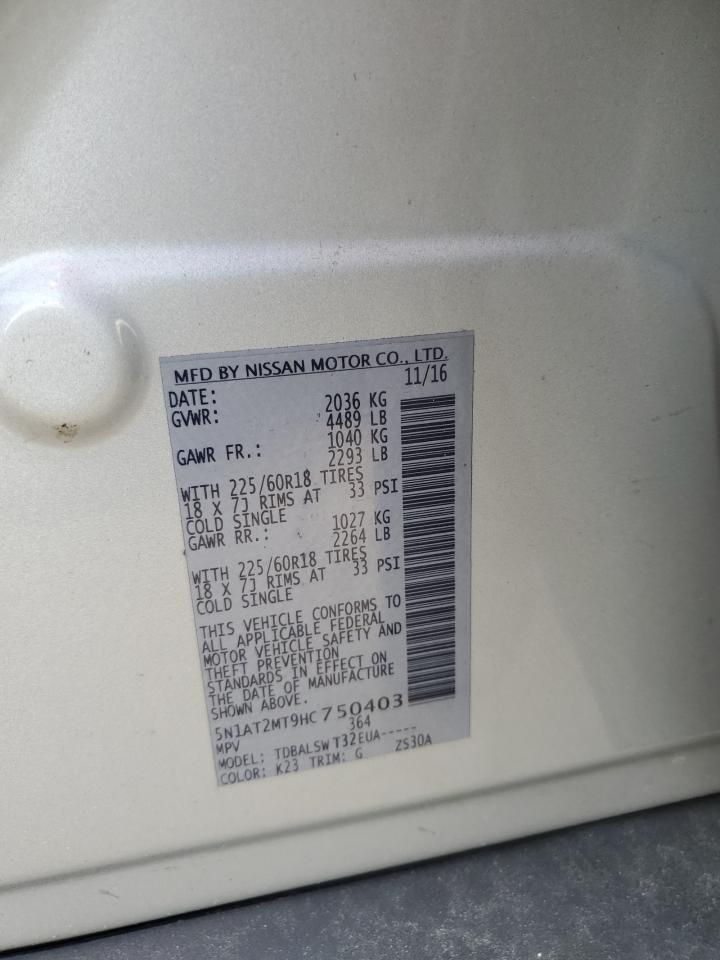 MFD BY NISSAN MOTOR CO., LTD.
DATE: 11/16
GVWR: 2036 KG
4489 LB
GAWR FR.: 1040 KG
2293 LB
WITH 225/60R18 TIRES
18 X 7J RIMS AT 33 PSI
COLD SINGLE
GAWR RR.: 1027 KG
2264 LB
WITH 225/60R18 TIRES
18 X 7J RIMS AT 33 PSI
COLD SINGLE
THIS VEHICLE CONFORMS TO
ALL APPLICABLE FEDERAL
MOTOR VEHICLE SAFETY AND
THEFT PREVENTION
STANDARDS IN EFFECT ON
THE DATE OF MANUFACTURE
SHOWN ABOVE.
5N1AT2MT9HC750403
MPV 364
MODEL: TDBALSWT32EUA-----
COLOR: K23 TRIM: G ZS30A